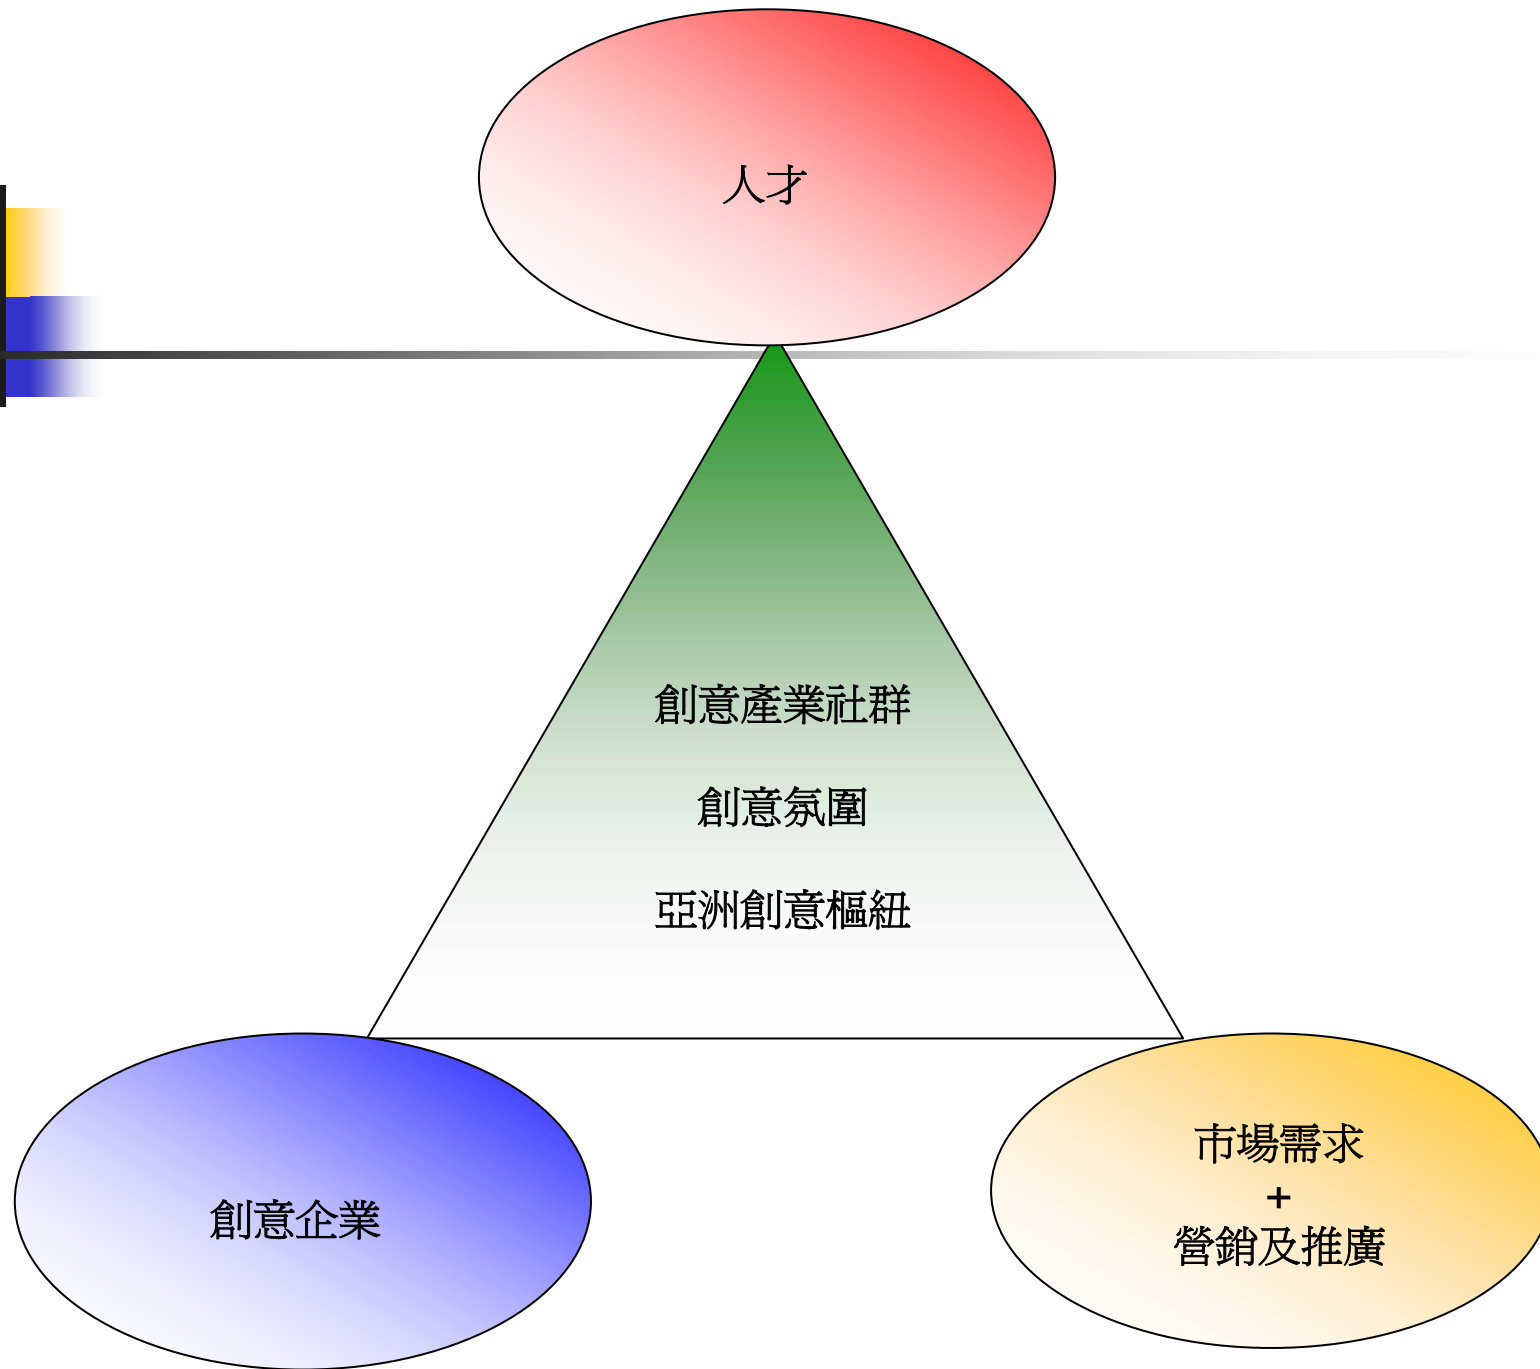 人才
創意產業社群
創意氛圍
亞洲創意樞紐
創意企業
市場需求
+
營銷及推廣